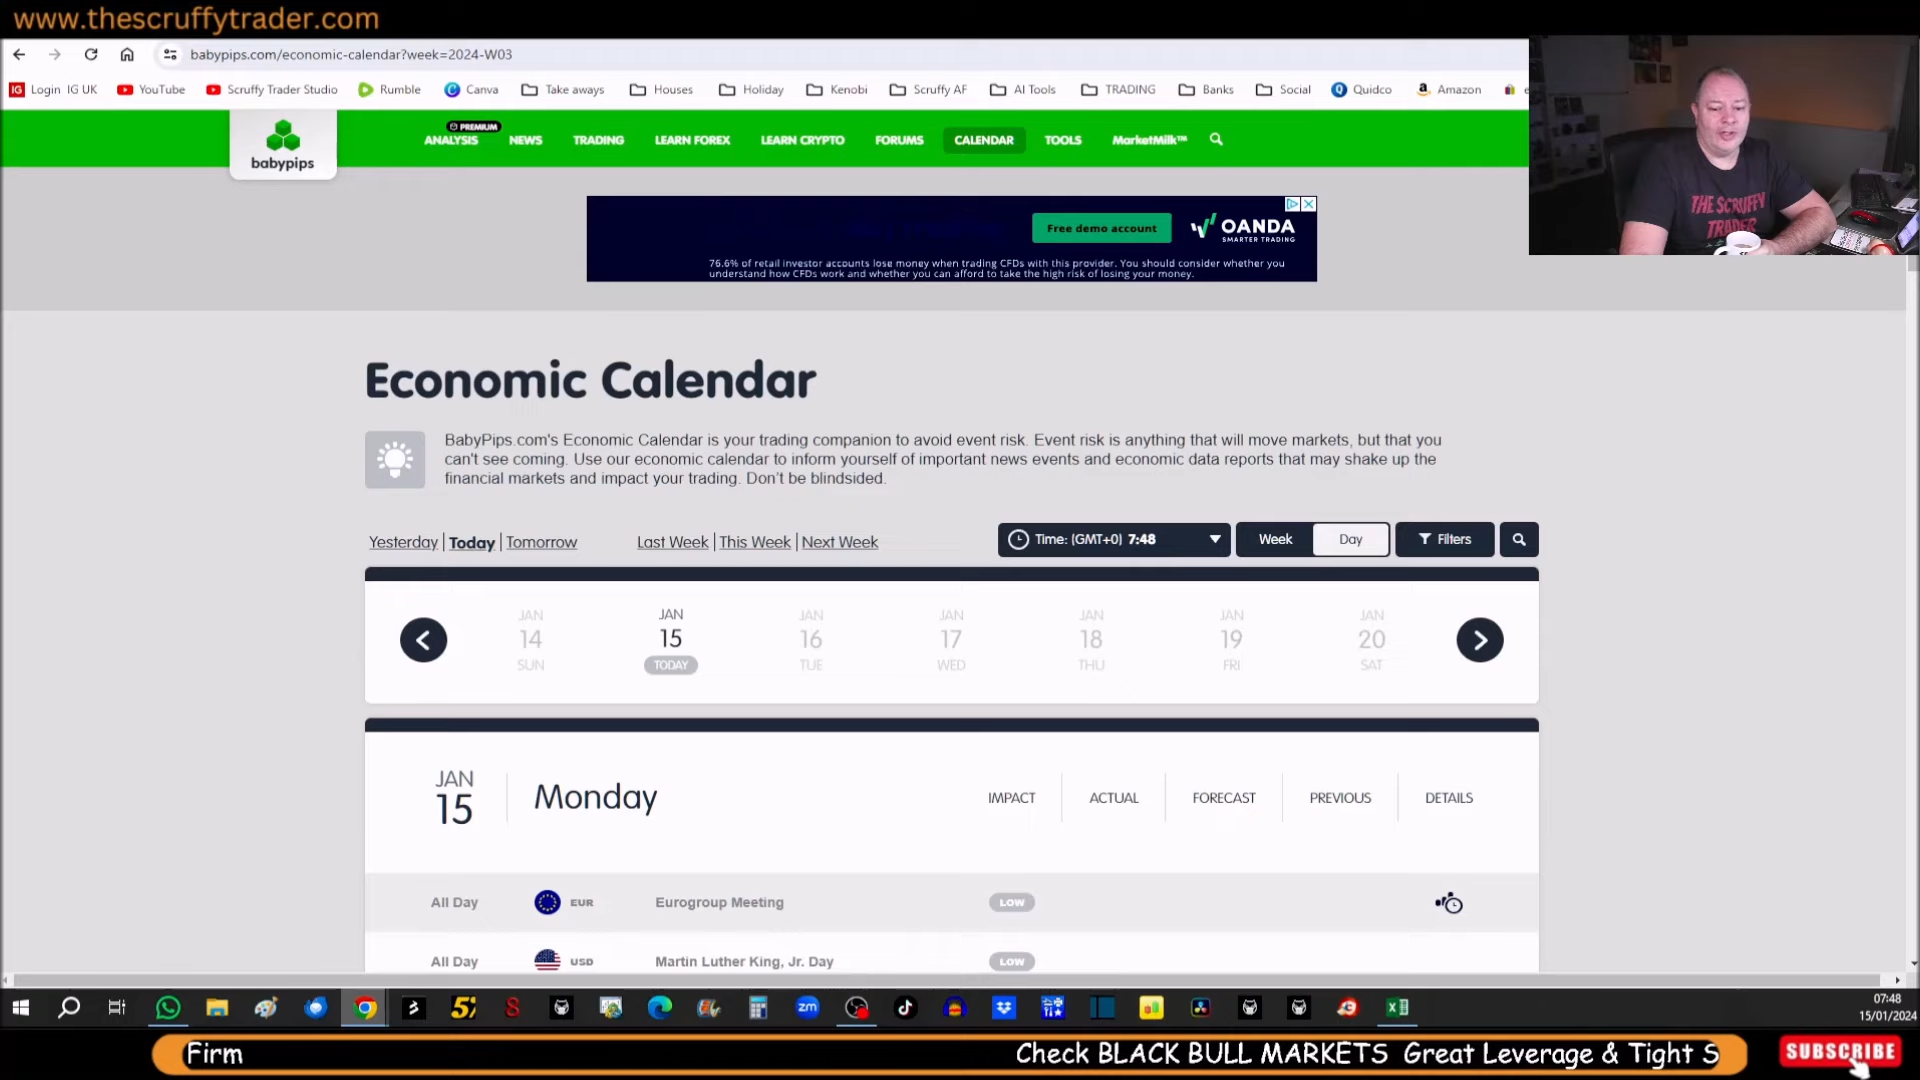 www.thescruffytrader.com
babypips.com/economic-calendar?week=2024-W03
IG Login IG UK YouTube Scruffy Trader Studio Rumble Canva Take aways Houses Holiday Kenobi Scruffy AF AI Tools TRADING Banks Social Quidco Amazon e
babypips
PREMIUM
ANALYSIS NEWS TRADING LEARN FOREX LEARN CRYPTO FORUMS CALENDAR TOOLS MarketMilk™
THE SCRUFFY
TRADER
Free demo account
OANDA
SMARTER TRADING
76.6% of retail investor accounts lose money when trading CFDs with this provider. You should consider whether you
understand how CFDs work and whether you can afford to take the high risk of losing your money.
Economic Calendar
BabyPips.com's Economic Calendar is your trading companion to avoid event risk. Event risk is anything that will move markets, but that you
can't see coming. Use our economic calendar to inform yourself of important news events and economic data reports that may shake up the
financial markets and impact your trading. Don't be blindsided.
Yesterday Today Tomorrow Last Week This Week Next Week Time: (GMT+0) 7:48 Week Day Filters
JAN JAN JAN JAN JAN JAN JAN
14 15 16 17 18 19 20
SUN TODAY TUE WED THU FRI SAT
JAN
15
Monday IMPACT ACTUAL FORECAST PREVIOUS DETAILS
All Day EUR Eurogroup Meeting LOW
All Day USD Martin Luther King, Jr. Day LOW
zm
07:48
15/01/2024
Firm Check BLACK BULL MARKETS Great Leverage & Tight S
SUBSCRIBE